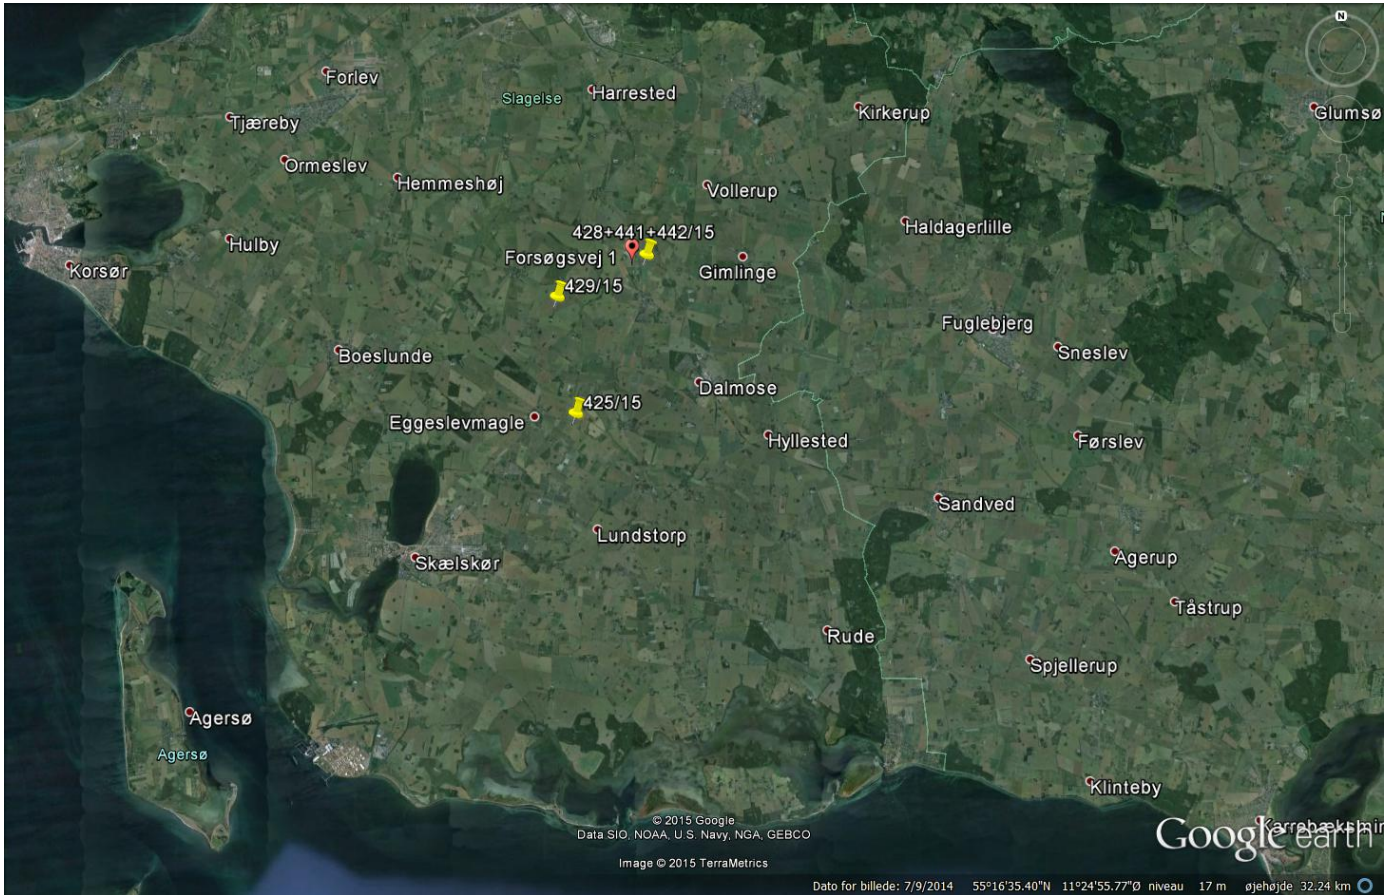 N
Forlev
Slagelse
Harrested
Kirkerup
Glumsø
Tjæreby
Ormeslev
Hemmeshøj
Vollerup
Haldagerlille
428+441+442/15
Hulby
Forsøgsvej 1
Korsør
Gimlinge
429/15
Fuglebjerg
Boeslunde
Sneslev
Dalmose
425/15
Eggeslevmagle
Hyllested
Førslev
Sandved
Lundstorp
Skælskør
Agerup
Tåstrup
Rude
Spjellerup
Agersø
Agersø
Klinteby
© 2015 Google
Data SIO, NOAA, U.S. Navy, NGA, GEBCO
Image © 2015 TerraMetrics
Karrebæksmin
Google earth
Dato for billede: 7/9/2014 55°16'35.40"N 11°24'55.77"Ø niveau 17 m øjehøjde 32.24 km